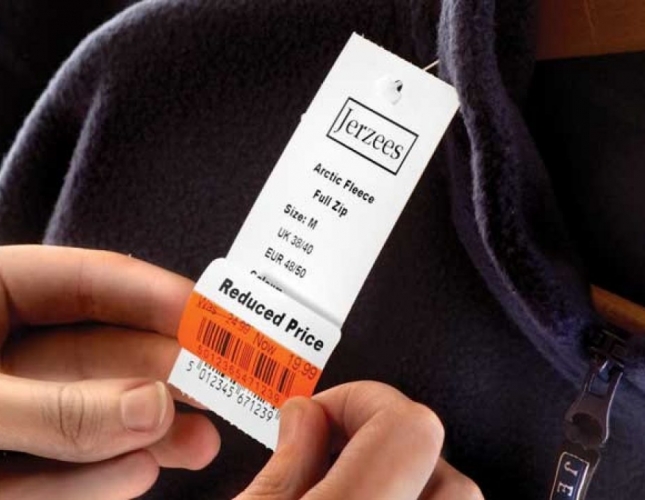 Jerzees
Arctic Fleece
Full Zip
Size: M
UK 38/40
EUR 48/50
Reduced Price
Was 24.99 Now 19.99
5 012345 671239
JE